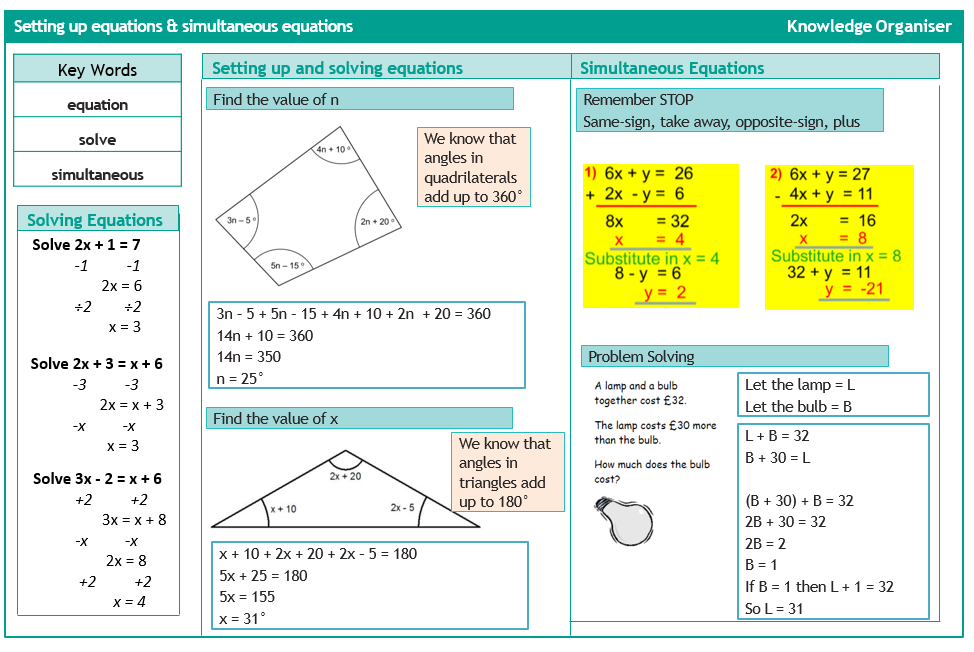 Setting up equations & simultaneous equations
Knowledge Organiser
Key Words
equation
solve
simultaneous
Solving Equations
Solve 2x + 1 = 7
-1 -1
2x = 6
÷2 ÷2
x = 3
Solve 2x + 3 = x + 6
-3 -3
2x = x + 3
-x -x
x = 3
Solve 3x - 2 = x + 6
+2 +2
3x = x + 8
-x -x
2x = 8
+2 +2
x = 4
Setting up and solving equations
Find the value of n
4n + 10°
3n – 5°
2n + 20°
5n – 15°
We know that
angles in
quadrilaterals
add up to 360°
3n - 5 + 5n - 15 + 4n + 10 + 2n + 20 = 360
14n + 10 = 360
14n = 350
n = 25°
Find the value of x
2x + 20
x + 10
2x - 5
We know that
angles in
triangles add
up to 180°
x + 10 + 2x + 20 + 2x - 5 = 180
5x + 25 = 180
5x = 155
x = 31°
Simultaneous Equations
Remember STOP
Same-sign, take away, opposite-sign, plus
1) 6x + y = 26
+ 2x - y = 6
8x = 32
x = 4
Substitute in x = 4
8 - y = 6
y = 2
2) 6x + y = 27
- 4x + y = 11
2x = 16
x = 8
Substitute in x = 8
32 + y = 11
y = -21
Problem Solving
A lamp and a bulb
together cost £32.
The lamp costs £30 more
than the bulb.
How much does the bulb
cost?
Let the lamp = L
Let the bulb = B
L + B = 32
B + 30 = L
(B + 30) + B = 32
2B + 30 = 32
2B = 2
B = 1
If B = 1 then L + 1 = 32
So L = 31